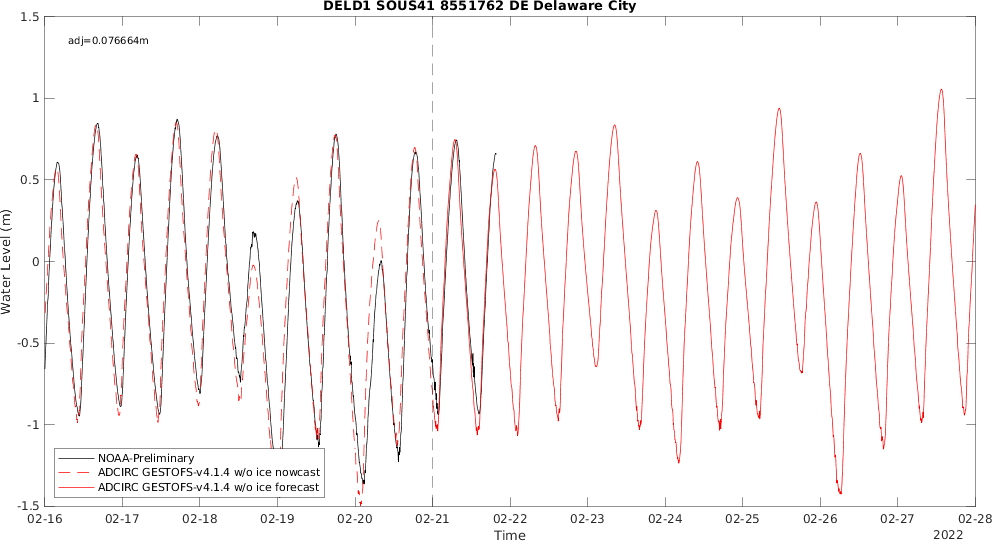 DELD1 SOUS41 8551762 DE Delaware City
adj=0.076664m
1.5
1
0.5
0
-0.5
-1
-1.5
Water Level (m)
NOAA-Preliminary
ADCIRC GESTOFS-v4.1.4 w/o ice nowcast
ADCIRC GESTOFS-v4.1.4 w/o ice forecast
02-16 02-17 02-18 02-19 02-20 02-21 02-22 02-23 02-24 02-25 02-26 02-27 02-28
Time
2022